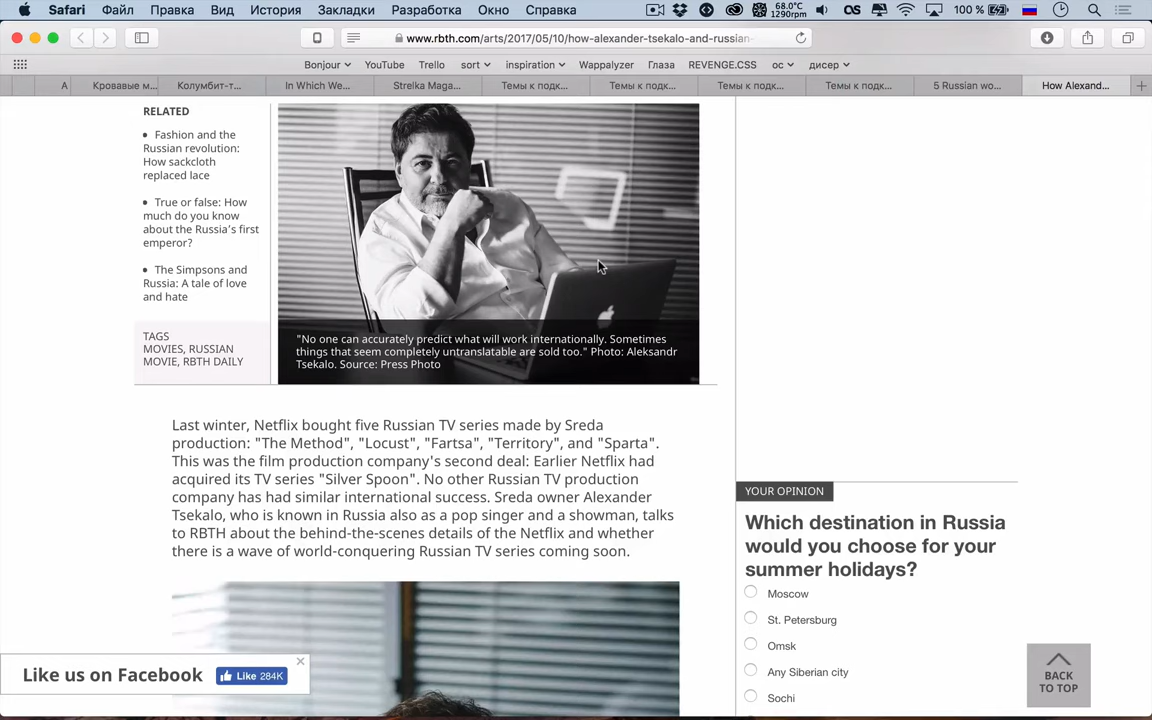 Safari Файл Правка Вид История Закладки Разработка Окно Справка 68.0°C 1290rpm 100 %
www.rbth.com/arts/2017/05/10/how-alexander-tsekalo-and-russian-
Bonjour YouTube Trello sort inspiration Wappalyzer Глаза REVENGE.CSS ос дисер
А Кровавые м... Колумбит-т... In Which We... Strelka Maga... Темы к подк... Темы к подк... Темы к подк... Темы к подк... 5 Russian wo... How Alexand...
RELATED
Fashion and the
Russian revolution:
How sackcloth
replaced lace
True or false: How
much do you know
about the Russia's first
emperor?
The Simpsons and
Russia: A tale of love
and hate
TAGS
MOVIES, RUSSIAN
MOVIE, RBTH DAILY
"No one can accurately predict what will work internationally. Sometimes
things that seem completely untranslatable are sold too." Photo: Aleksandr
Tsekalo. Source: Press Photo
Last winter, Netflix bought five Russian TV series made by Sreda
production: "The Method", "Locust", "Fartsa", "Territory", and "Sparta".
This was the film production company's second deal: Earlier Netflix had
acquired its TV series "Silver Spoon". No other Russian TV production
company has had similar international success. Sreda owner Alexander
Tsekalo, who is known in Russia also as a pop singer and a showman, talks
to RBTH about the behind-the-scenes details of the Netflix and whether
there is a wave of world-conquering Russian TV series coming soon.
YOUR OPINION
Which destination in Russia
would you choose for your
summer holidays?
Moscow
St. Petersburg
Omsk
Any Siberian city
Sochi
Like us on Facebook Like 284K
BACK
TO TOP